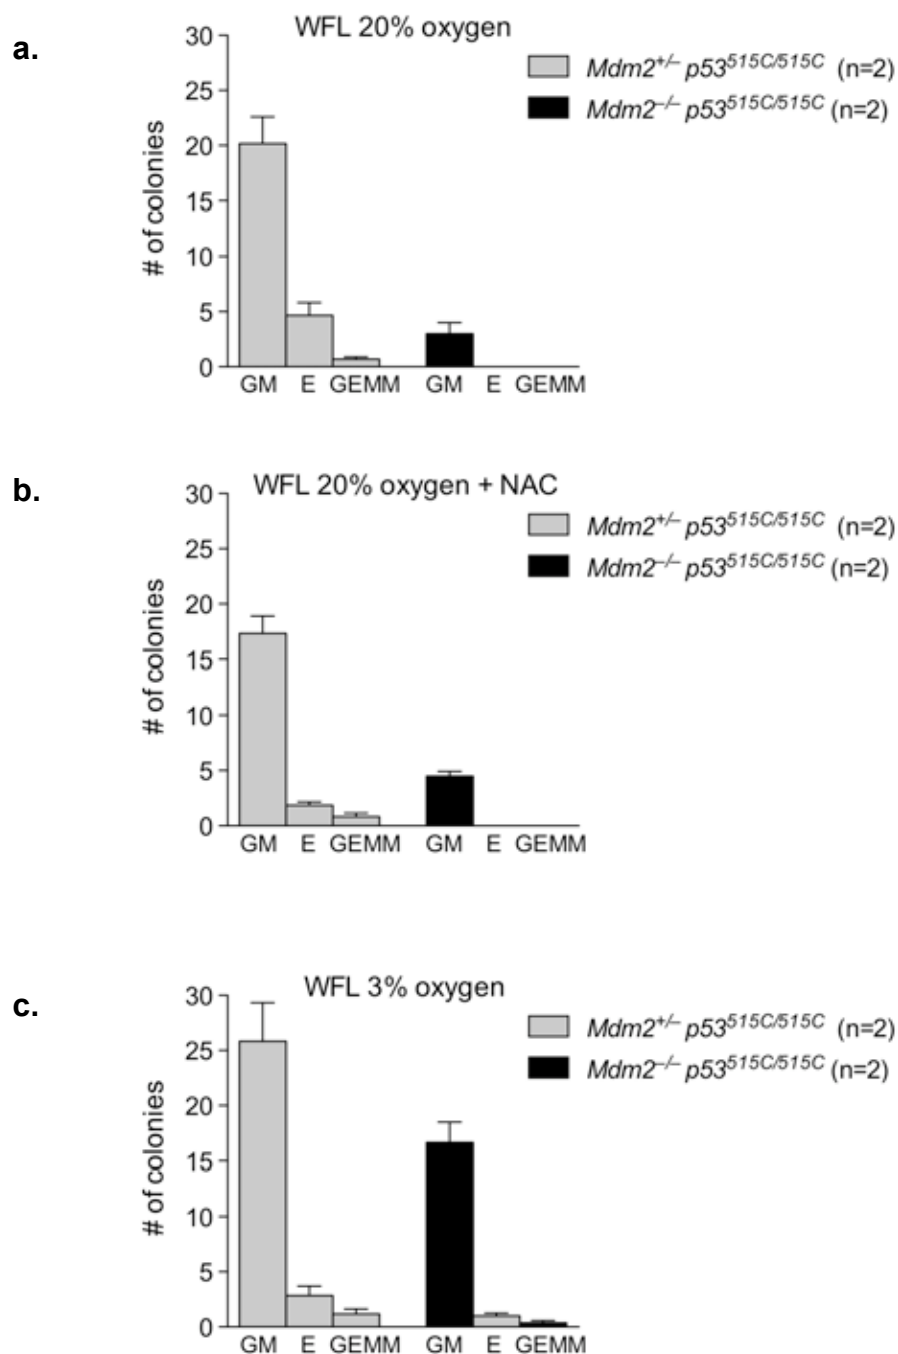 a.
WFL 20% oxygen
Mdm2+/– p53515C/515C (n=2)
Mdm2–/– p53515C/515C (n=2)
# of colonies
30
25
20
15
10
5
0
GM E GEMM GM E GEMM
b.
WFL 20% oxygen + NAC
Mdm2+/– p53515C/515C (n=2)
Mdm2–/– p53515C/515C (n=2)
# of colonies
30
25
20
15
10
5
0
GM E GEMM GM E GEMM
c.
WFL 3% oxygen
Mdm2+/– p53515C/515C (n=2)
Mdm2–/– p53515C/515C (n=2)
# of colonies
30
25
20
15
10
5
0
GM E GEMM GM E GEMM